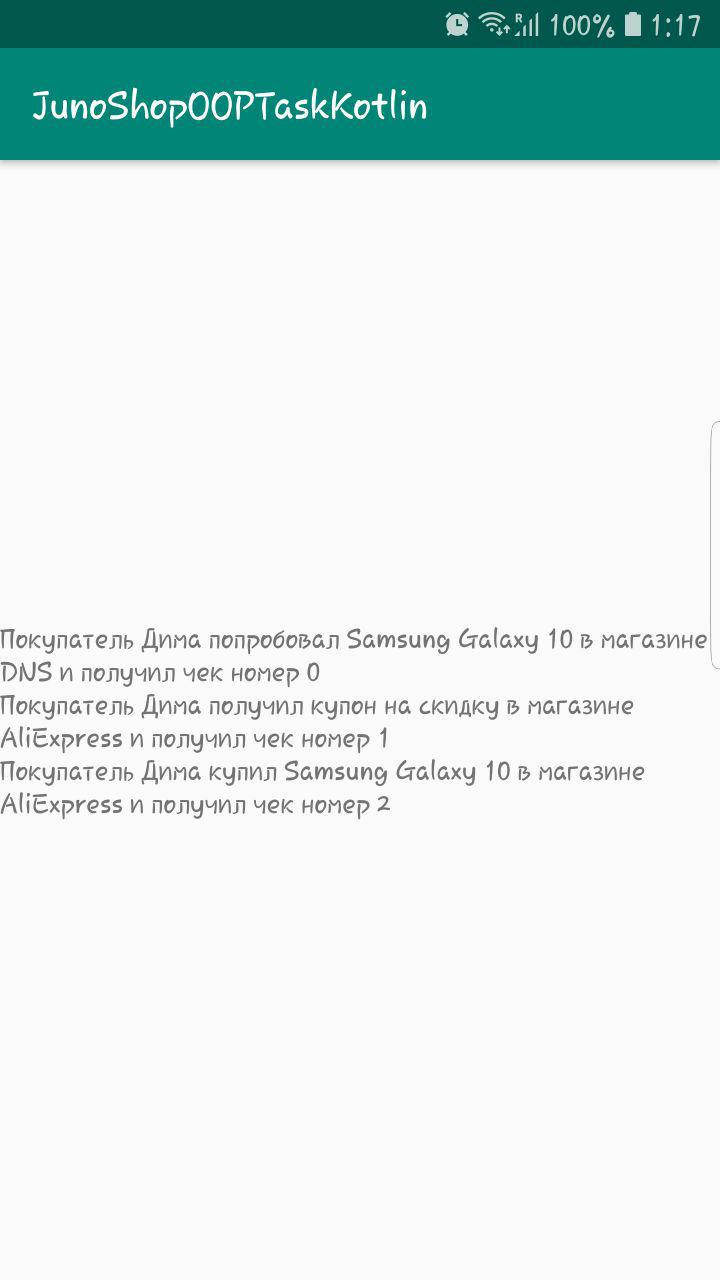 100% 1:17
JunoShopOOPTaskKotlin
Покупатель Дима попробовал Samsung Galaxy 10 в магазине
DNS и получил чек номер 0
Покупатель Дима получил купон на скидку в магазине
AliExpress и получил чек номер 1
Покупатель Дима купил Samsung Galaxy 10 в магазине
AliExpress и получил чек номер 2